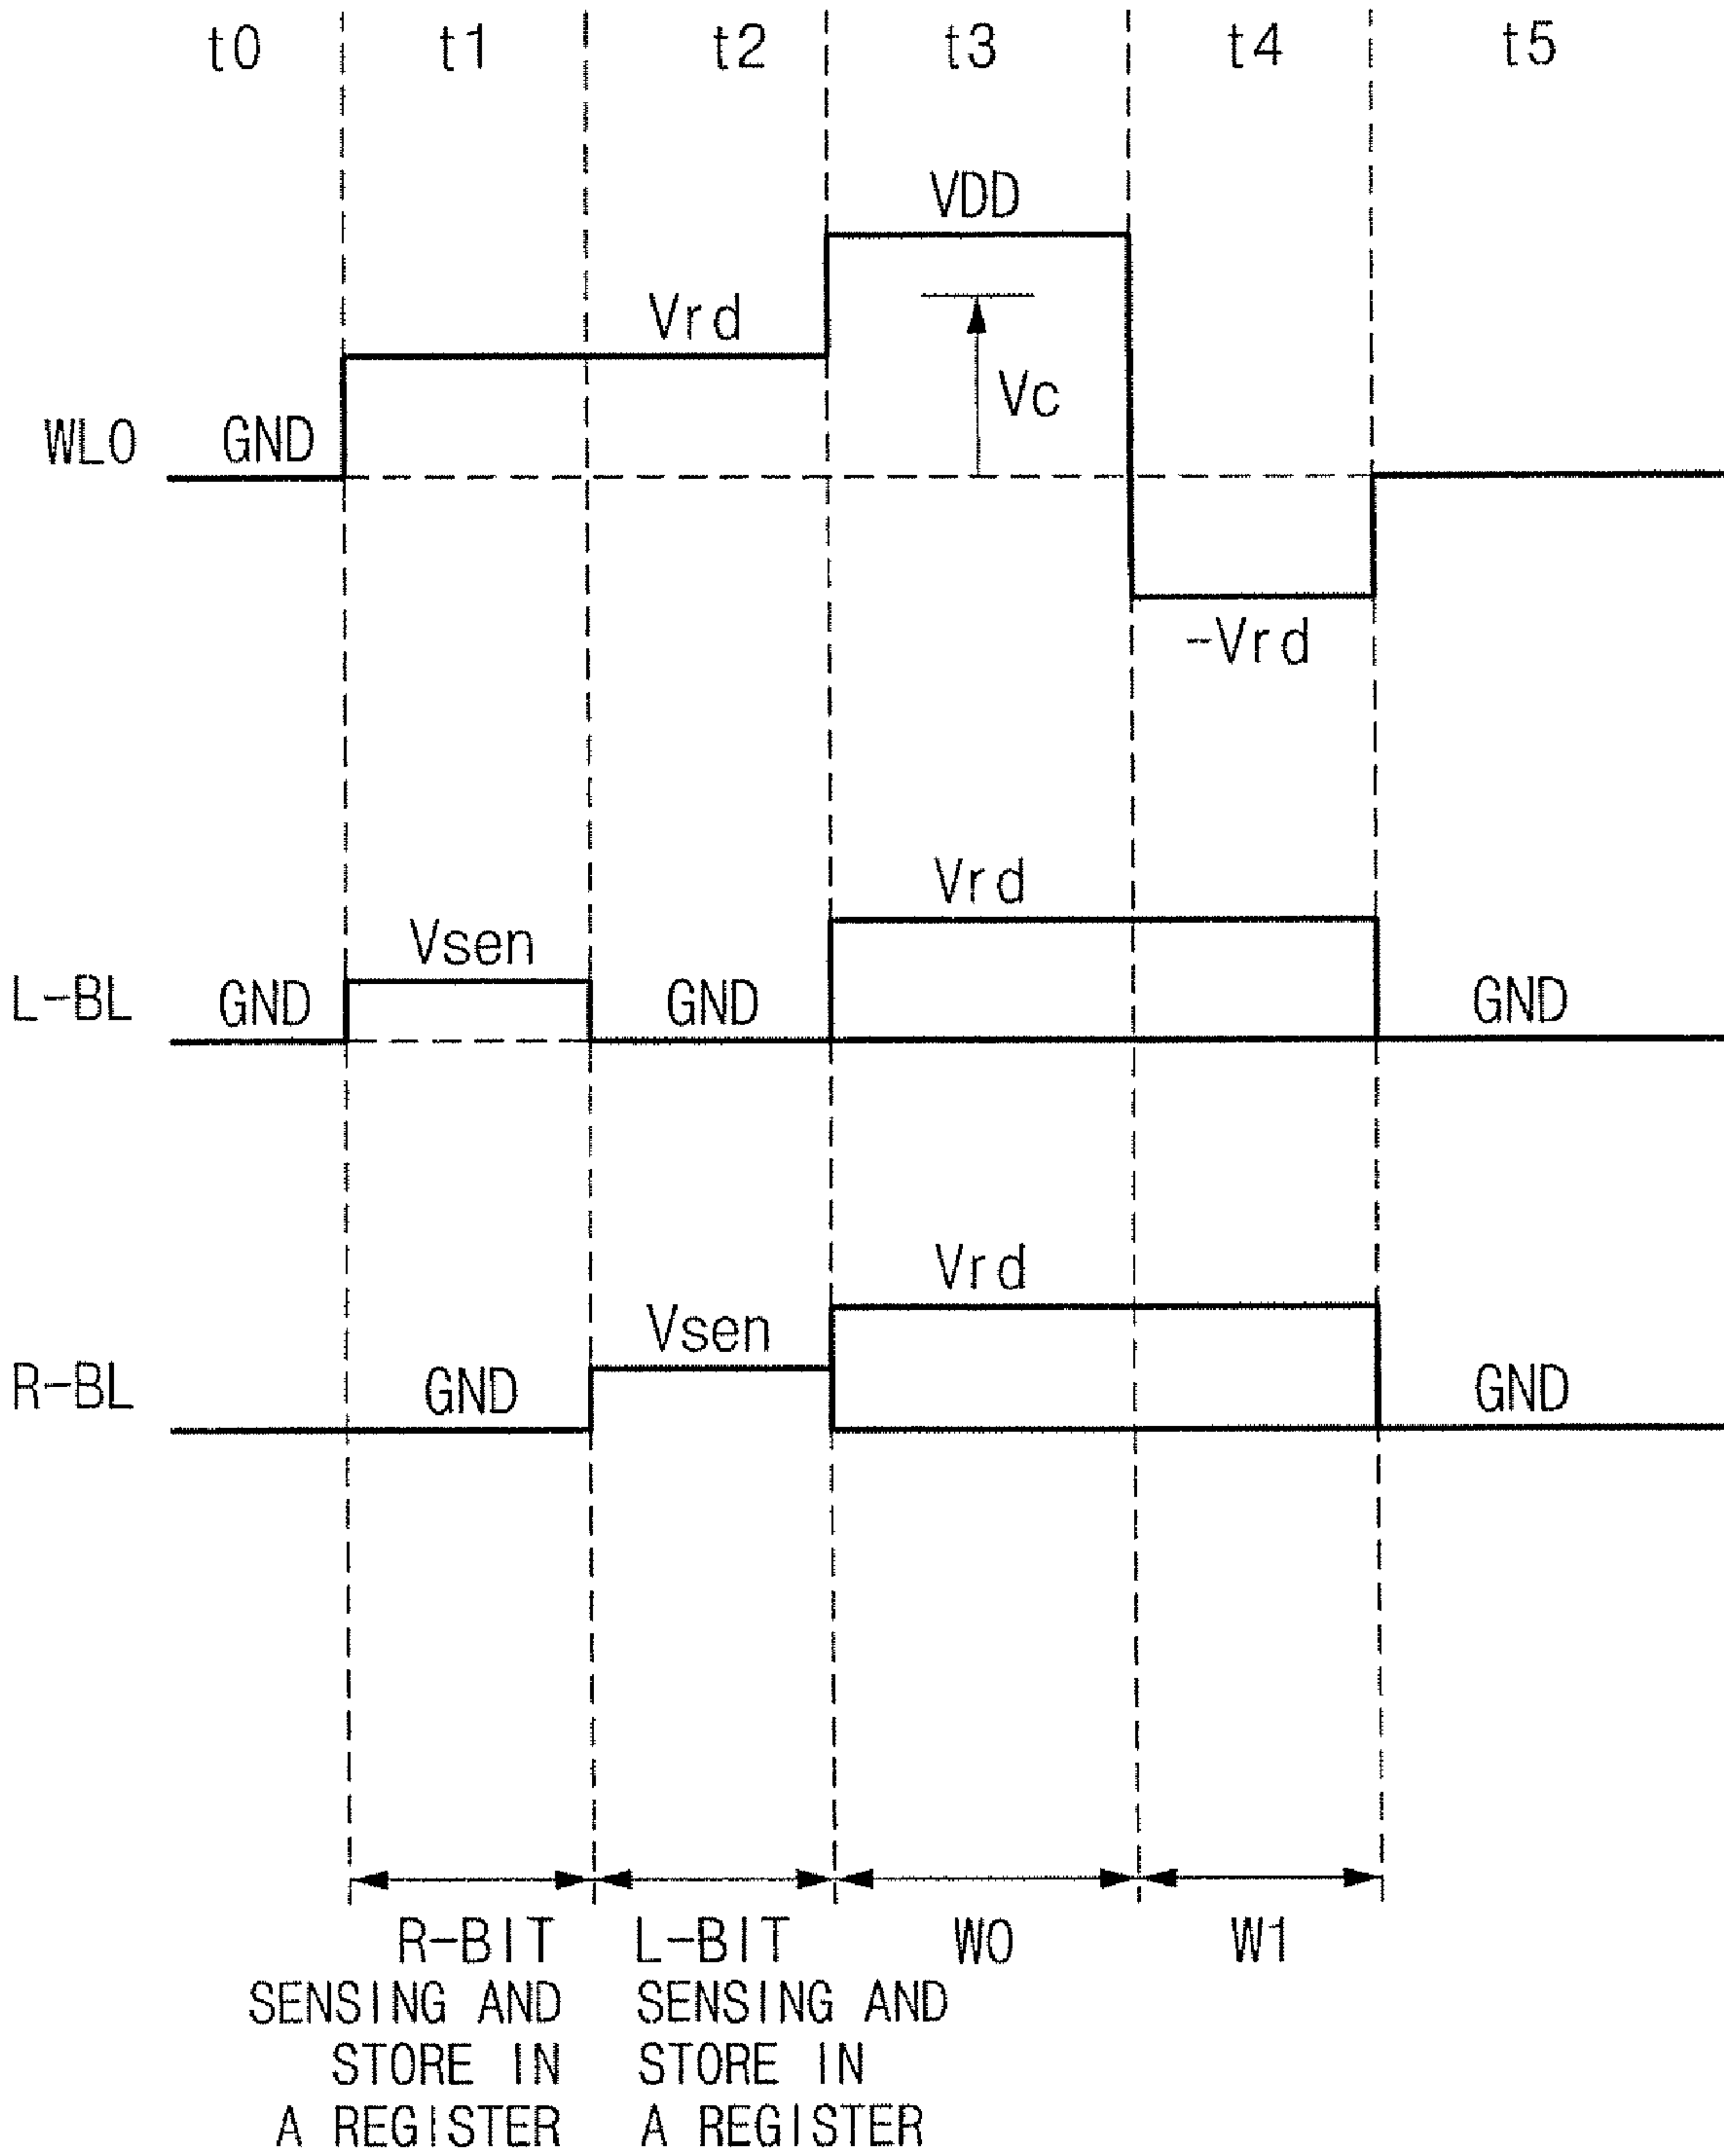 t0 t1 t2 t3 t4 t5
VDD
Vrd
Vc
WL0 GND
-Vrd
Vrd
Vsen
L-BL GND GND GND
Vrd
Vsen
R-BL GND GND
R-BIT L-BIT W0 W1
SENSING AND SENSING AND
STORE IN STORE IN
A REGISTER A REGISTER